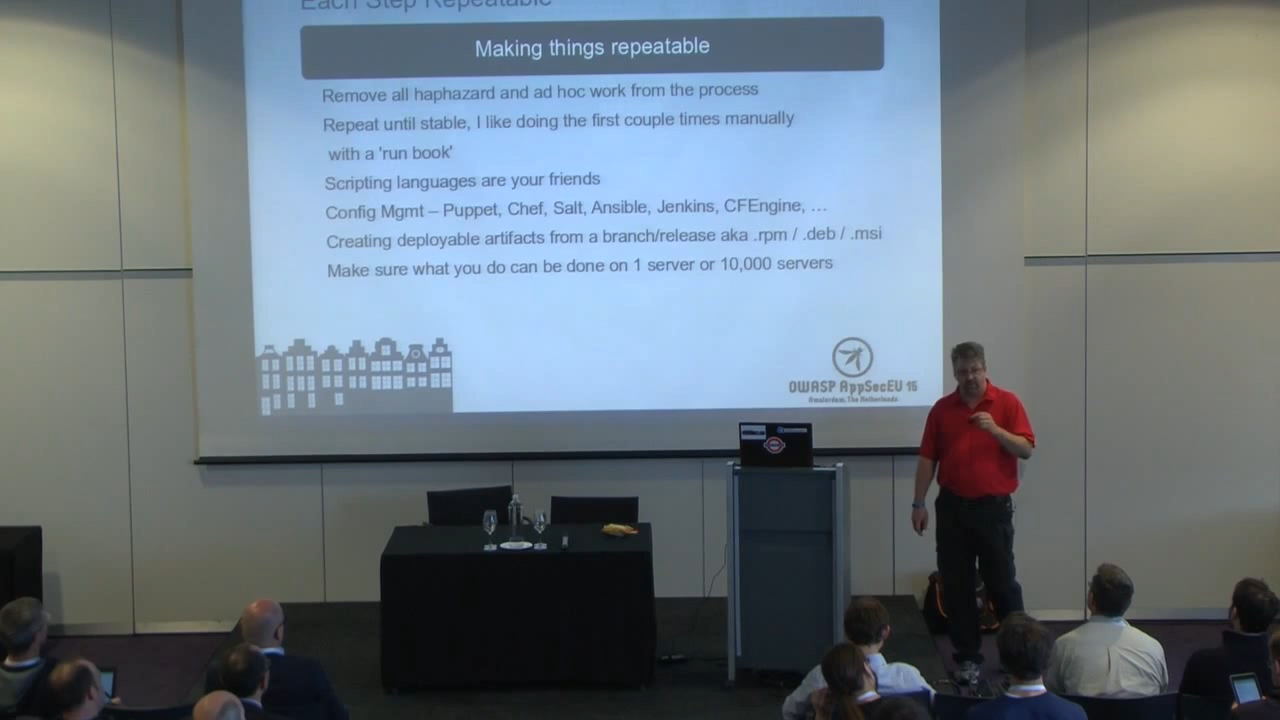 Each Step Repeatable
Making things repeatable
Remove all haphazard and ad hoc work from the process
Repeat until stable, I like doing the first couple times manually
with a 'run book'
Scripting languages are your friends
Config Mgmt – Puppet, Chef, Salt, Ansible, Jenkins, CFEngine, …
Creating deployable artifacts from a branch/release aka .rpm / .deb / .msi
Make sure what you do can be done on 1 server or 10,000 servers
OWASP AppSecEU 15
Amsterdam, The Netherlands